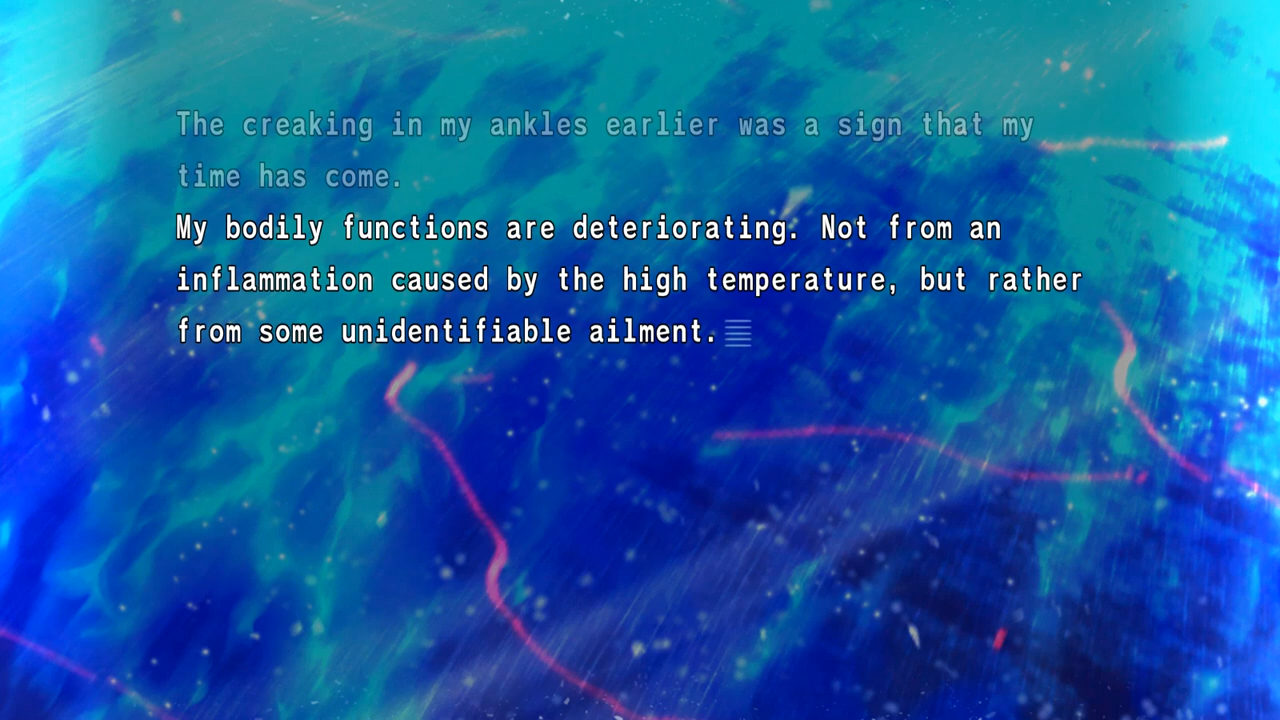 The creaking in my ankles earlier was a sign that my
time has come.
My bodily functions are deteriorating. Not from an
inflammation caused by the high temperature, but rather
from some unidentifiable ailment.